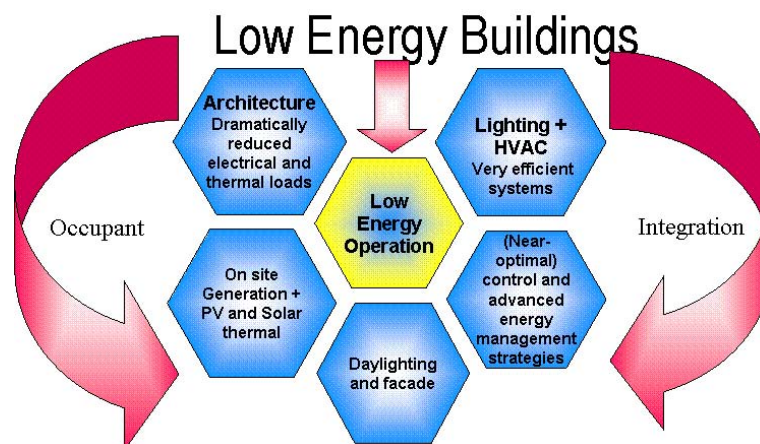 Low Energy Buildings
Architecture
Dramatically
reduced
electrical and
thermal loads
Lighting +
HVAC
Very efficient
systems
Low
Energy
Operation
Occupant
Integration
On site
Generation +
PV and Solar
thermal
(Near-
optimal)
control and
advanced
energy
management
strategies
Daylighting
and facade